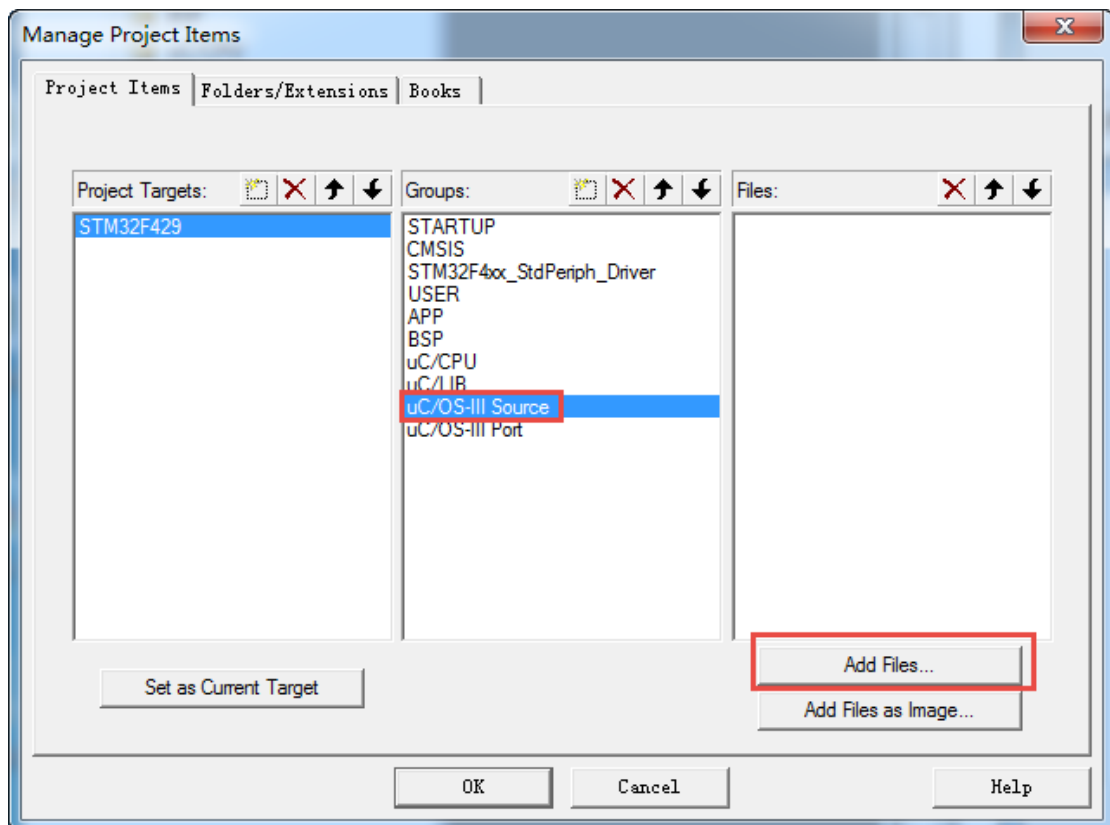 Manage Project Items
Project Items Folders/Extensions Books
Project Targets: Groups: Files:
STM32F429
STARTUP
CMSIS
STM32F4xx_StdPeriph_Driver
USER
APP
BSP
uC/CPU
uC/LIB
uC/OS-III Source
uC/OS-III Port
Add Files...
Set as Current Target
Add Files as Image...
OK Cancel Help